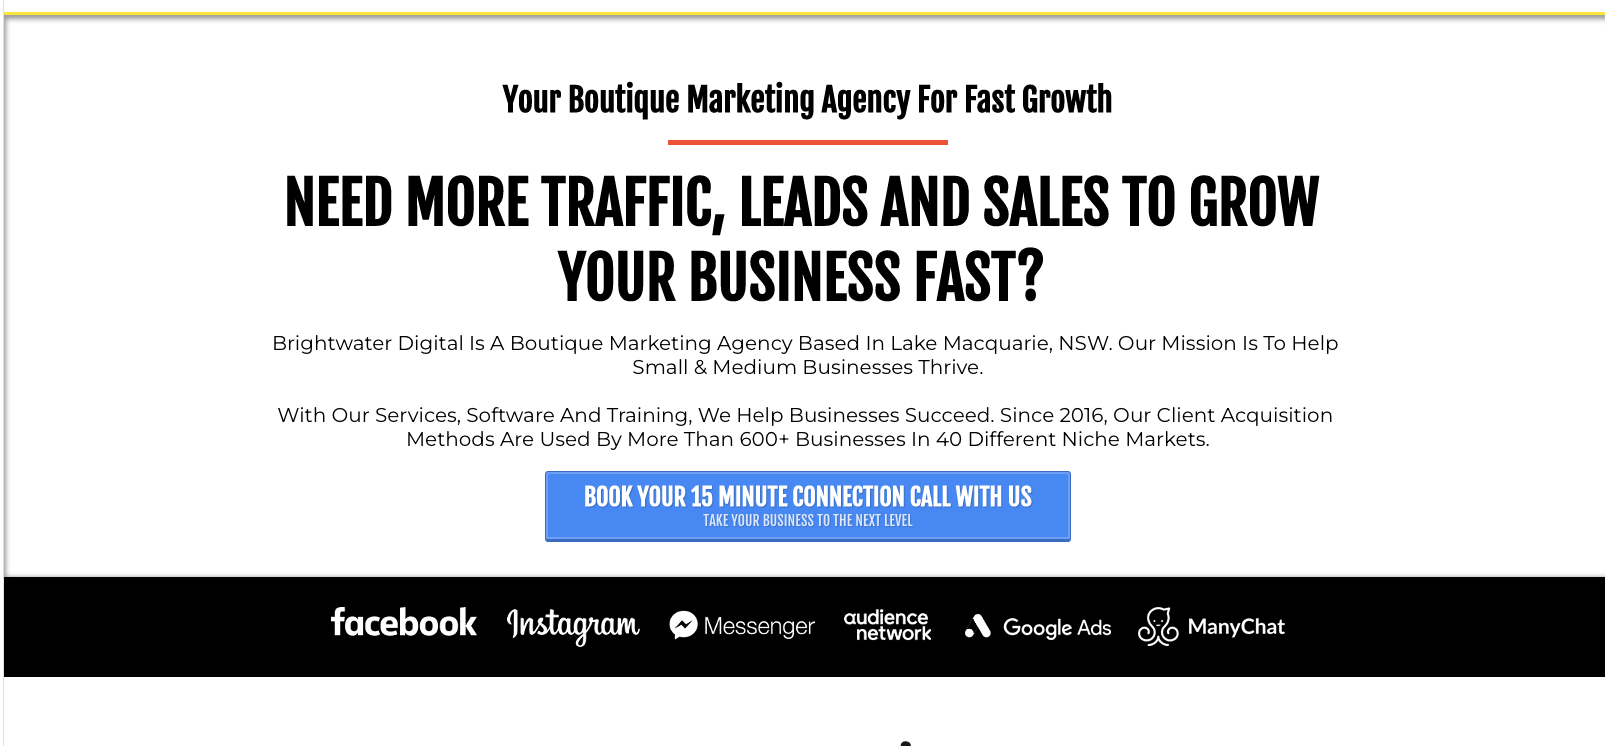 Your Boutique Marketing Agency For Fast Growth
NEED MORE TRAFFIC, LEADS AND SALES TO GROW
YOUR BUSINESS FAST?
Brightwater Digital Is A Boutique Marketing Agency Based In Lake Macquarie, NSW. Our Mission Is To Help
Small & Medium Businesses Thrive.
With Our Services, Software And Training, We Help Businesses Succeed. Since 2016, Our Client Acquisition
Methods Are Used By More Than 600+ Businesses In 40 Different Niche Markets.
BOOK YOUR 15 MINUTE CONNECTION CALL WITH US
TAKE YOUR BUSINESS TO THE NEXT LEVEL
facebook Instagram Messenger audience network Google Ads ManyChat